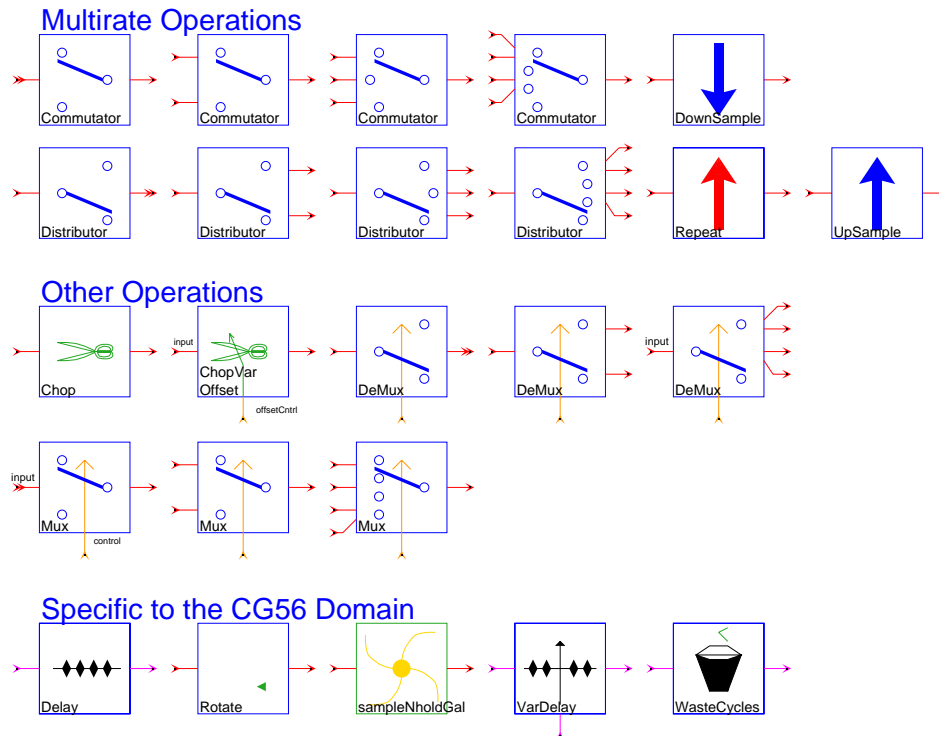 Multirate Operations
Commutator
Commutator
Commutator
Commutator
DownSample
Distributor
Distributor
Distributor
Distributor
Repeat
UpSample
Other Operations
Chop
input
ChopVar
Offset
offsetCntrl
DeMux
DeMux
input
DeMux
input
Mux
control
Mux
Mux
Specific to the CG56 Domain
Delay
Rotate
sampleNholdGal
VarDelay
WasteCycles